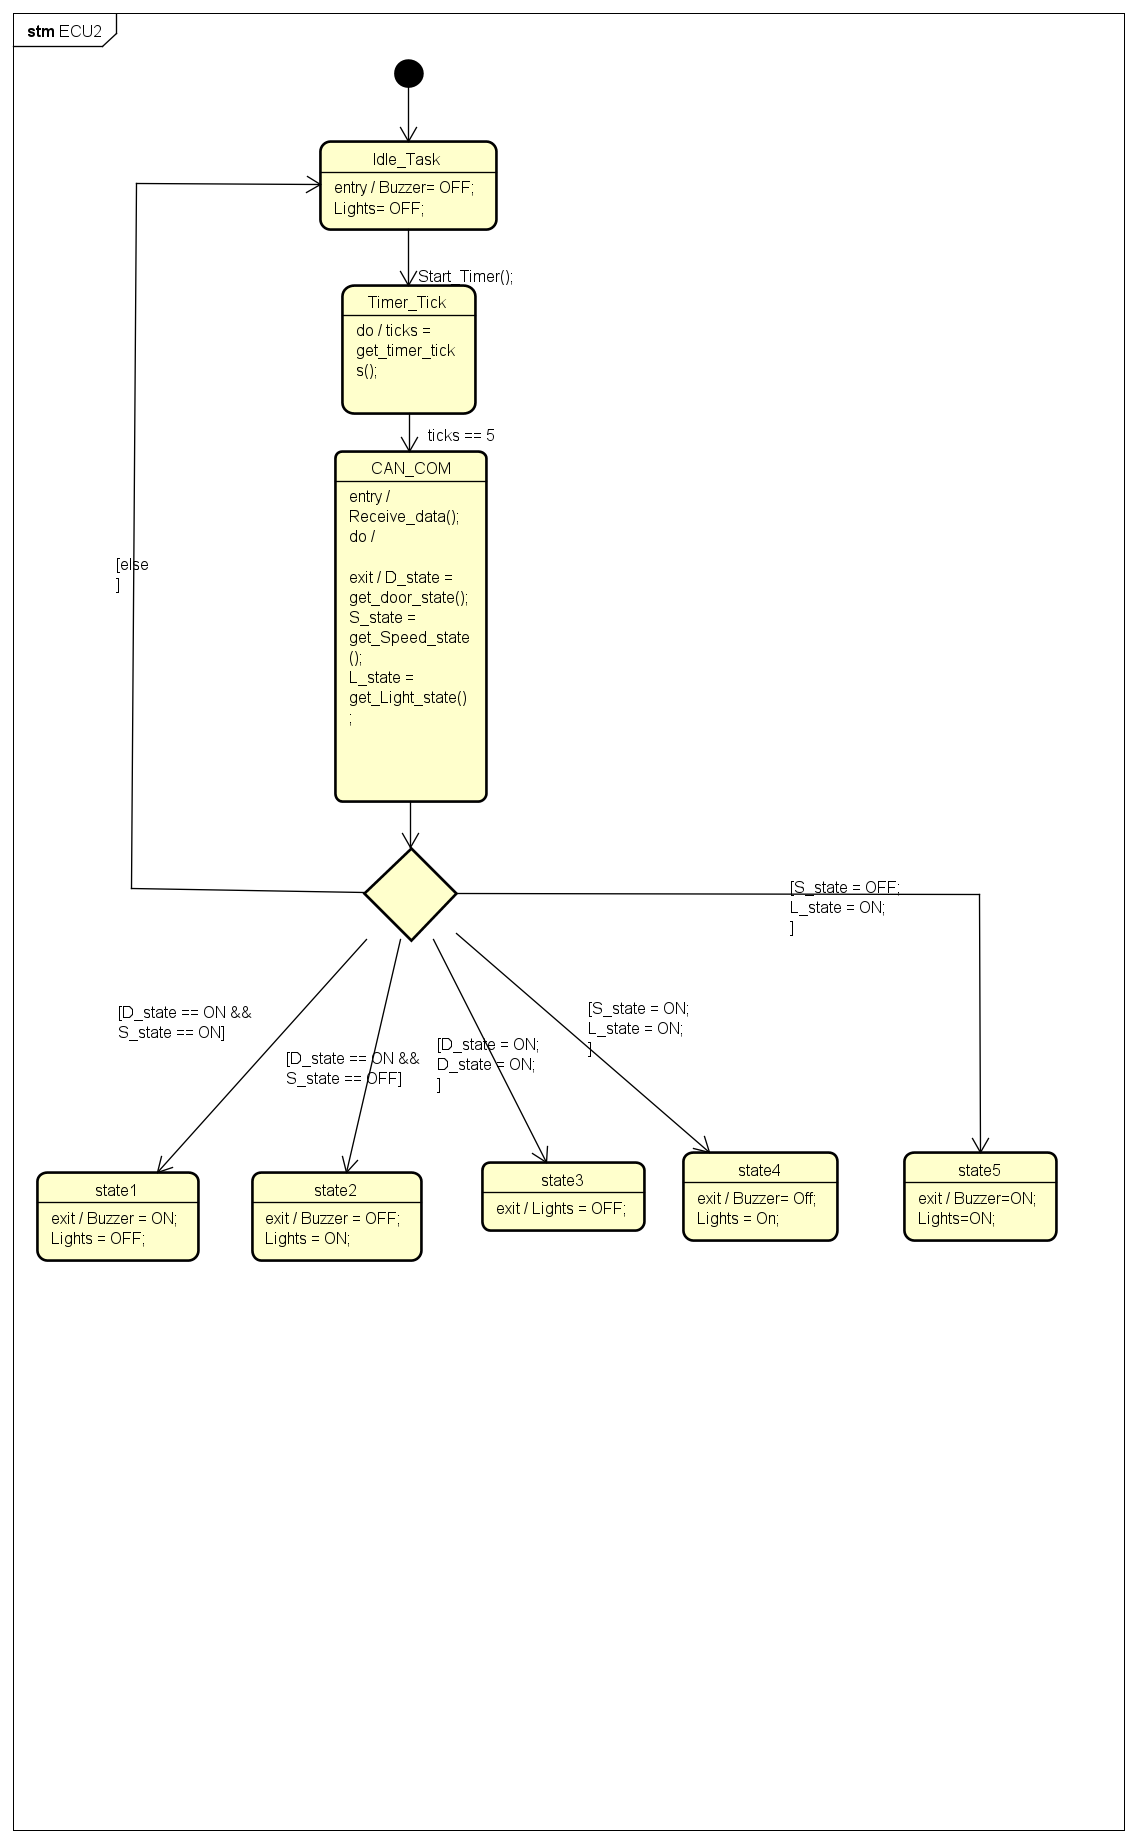 stm ECU2
Idle_Task
entry / Buzzer= OFF;
Lights= OFF;
Start_Timer();
Timer_Tick
do / ticks =
get_timer_tick
s();
ticks == 5
CAN_COM
entry /
Receive_data();
do /
exit / D_state =
get_door_state();
S_state =
get_Speed_state
();
L_state =
get_Light_state()
;
[else
]
[S_state = OFF;
L_state = ON;
]
[D_state == ON &&
S_state == ON]
[D_state == ON &&
S_state == OFF]
[D_state = ON;
D_state = ON;
]
[S_state = ON;
L_state = ON;
]
state1
exit / Buzzer = ON;
Lights = OFF;
state2
exit / Buzzer = OFF;
Lights = ON;
state3
exit / Lights = OFF;
state4
exit / Buzzer= Off;
Lights = On;
state5
exit / Buzzer=ON;
Lights=ON;